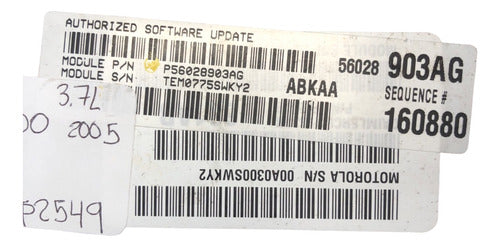 AUTHORIZED SOFTWARE UPDATE
MODULE P/N P56028903AG
MODULE S/N TEM0775SWKY2
ABKAA
56028 903AG
SEQUENCE #
160880
3.7L
2005
P2549
MOTOROLA S/N 00A0300SWKY2